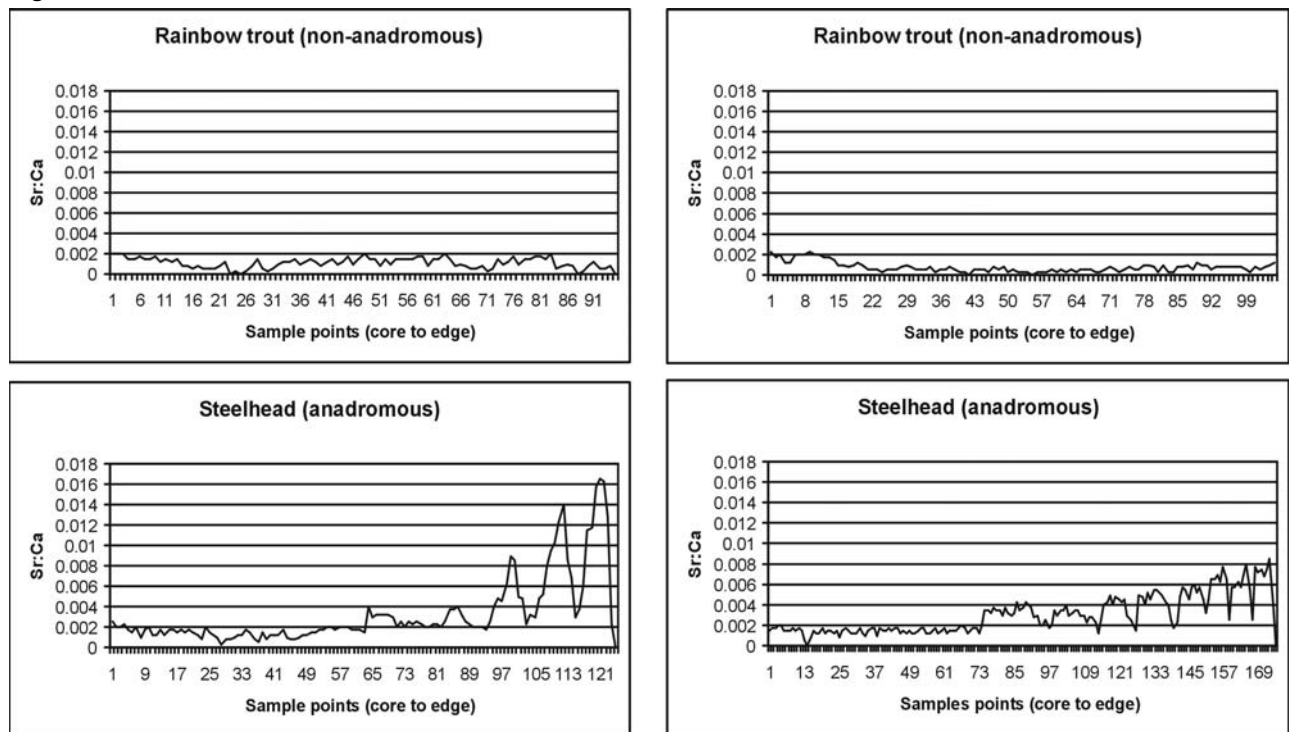 Rainbow trout (non-anadromous)
0.018
0.016
0.014
0.012
0.01
0.008
0.006
0.004
0.002
0
Sr:Ca
1 6 11 16 21 26 31 36 41 46 51 56 61 66 71 76 81 86 91
Sample points (core to edge)
Rainbow trout (non-anadromous)
0.018
0.016
0.014
0.012
0.01
0.008
0.006
0.004
0.002
0
Sr:Ca
1 8 15 22 29 36 43 50 57 64 71 78 85 92 99
Sample points (core to edge)
Steelhead (anadromous)
0.018
0.016
0.014
0.012
0.01
0.008
0.006
0.004
0.002
0
Sr:Ca
1 9 17 25 33 41 49 57 65 73 81 89 97 105 113 121
Sample points (core to edge)
Steelhead (anadromous)
0.018
0.016
0.014
0.012
0.01
0.008
0.006
0.004
0.002
0
Sr:Ca
1 13 25 37 49 61 73 85 97 109 121 133 145 157 169
Samples points (core to edge)